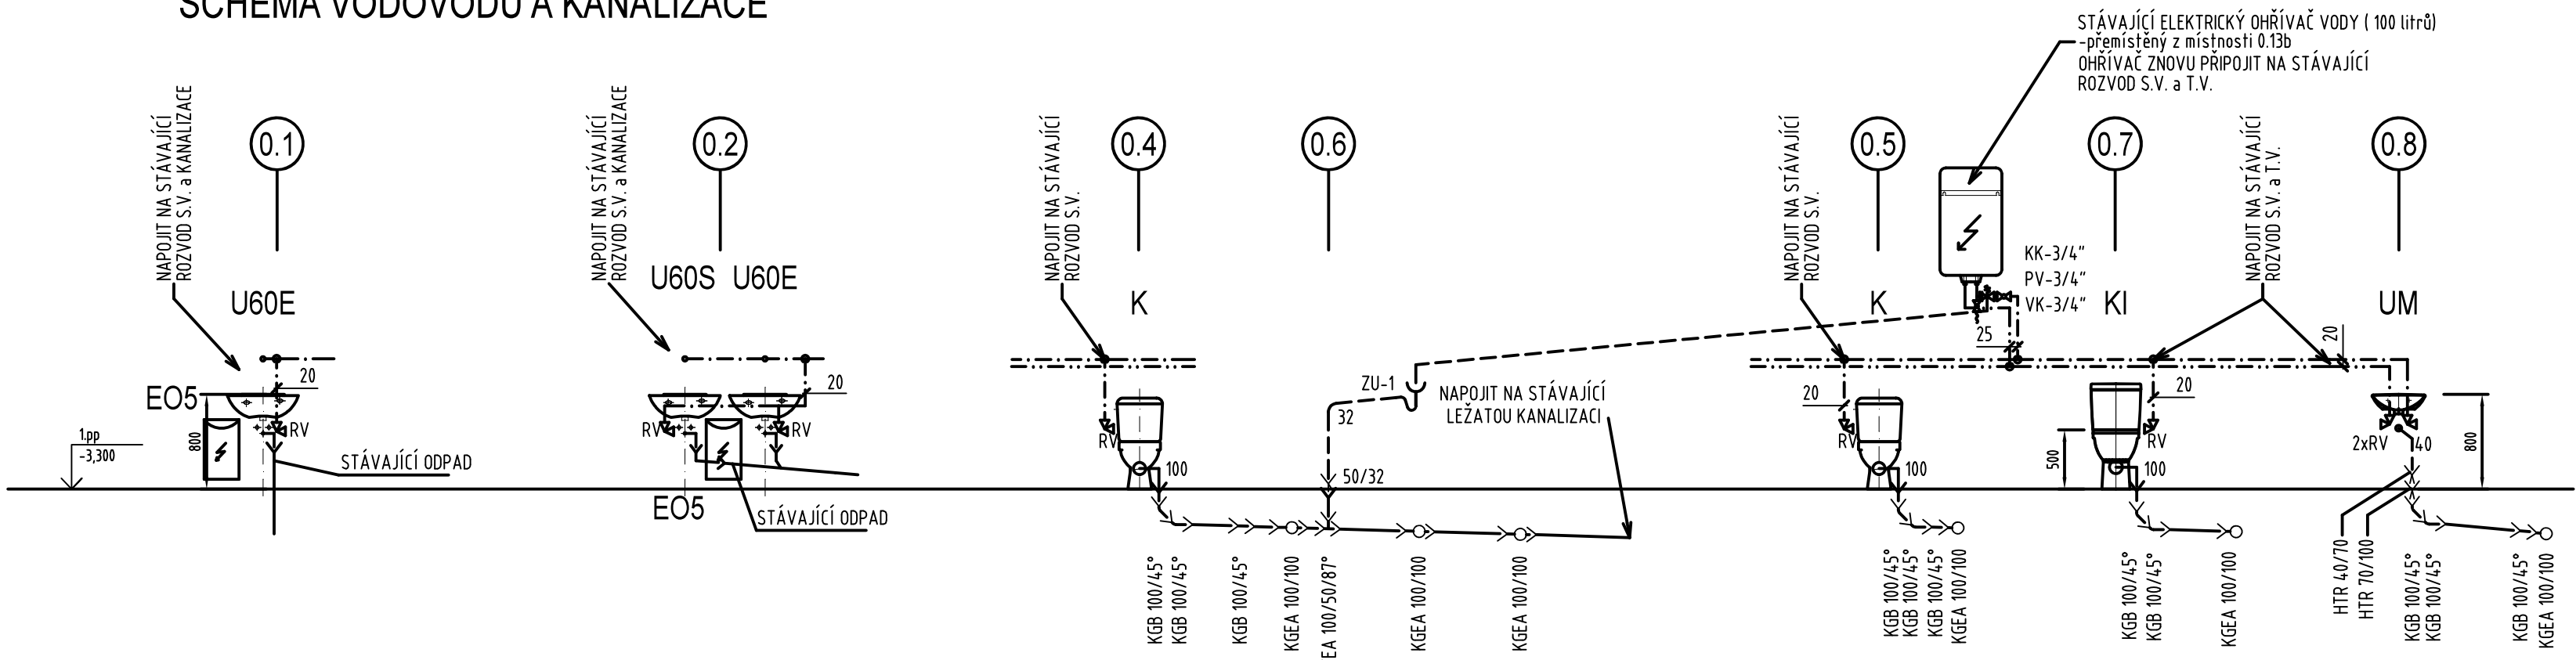 SCHÉMA VODOVODU A KANALIZACE
STÁVAJÍCÍ ELEKTRICKÝ OHŘÍVAČ VODY ( 100 litrů)
-přemístěný z místnosti 0.13b
OHŘÍVAČ ZNOVU PŘIPOJIT NA STÁVAJÍCÍ
ROZVOD S.V. a T.V.
NAPOJIT NA STÁVAJÍCÍ
ROZVOD S.V. a KANALIZACE
0.1
U60E
EO5
20
RV
800
1.pp
-3,300
STÁVAJÍCÍ ODPAD
NAPOJIT NA STÁVAJÍCÍ
ROZVOD S.V. a KANALIZACE
0.2
U60S U60E
20
RV
RV
EO5
STÁVAJÍCÍ ODPAD
NAPOJIT NA STÁVAJÍCÍ
ROZVOD S.V.
0.4
K
RV
100
0.6
ZU-1
32
50/32
NAPOJIT NA STÁVAJÍCÍ
LEŽATOU KANALIZACI
KGB 100/45°
KGB 100/45°
KGB 100/45°
KGEA 100/100
EA 100/50/87°
KGEA 100/100
KGEA 100/100
NAPOJIT NA STÁVAJÍCÍ
ROZVOD S.V.
0.5
K
20
RV
100
KGB 100/45°
KGB 100/45°
KGB 100/45°
KGEA 100/100
KK-3/4"
PV-3/4"
VK-3/4"
25
0.7
KI
20
RV
100
500
KGB 100/45°
KGB 100/45°
KGEA 100/100
NAPOJIT NA STÁVAJÍCÍ
ROZVOD S.V. a T.V.
0.8
UM
20
2xRV
40
800
HTR 40/70
HTR 70/100
KGB 100/45°
KGB 100/45°
KGB 100/45°
KGEA 100/100